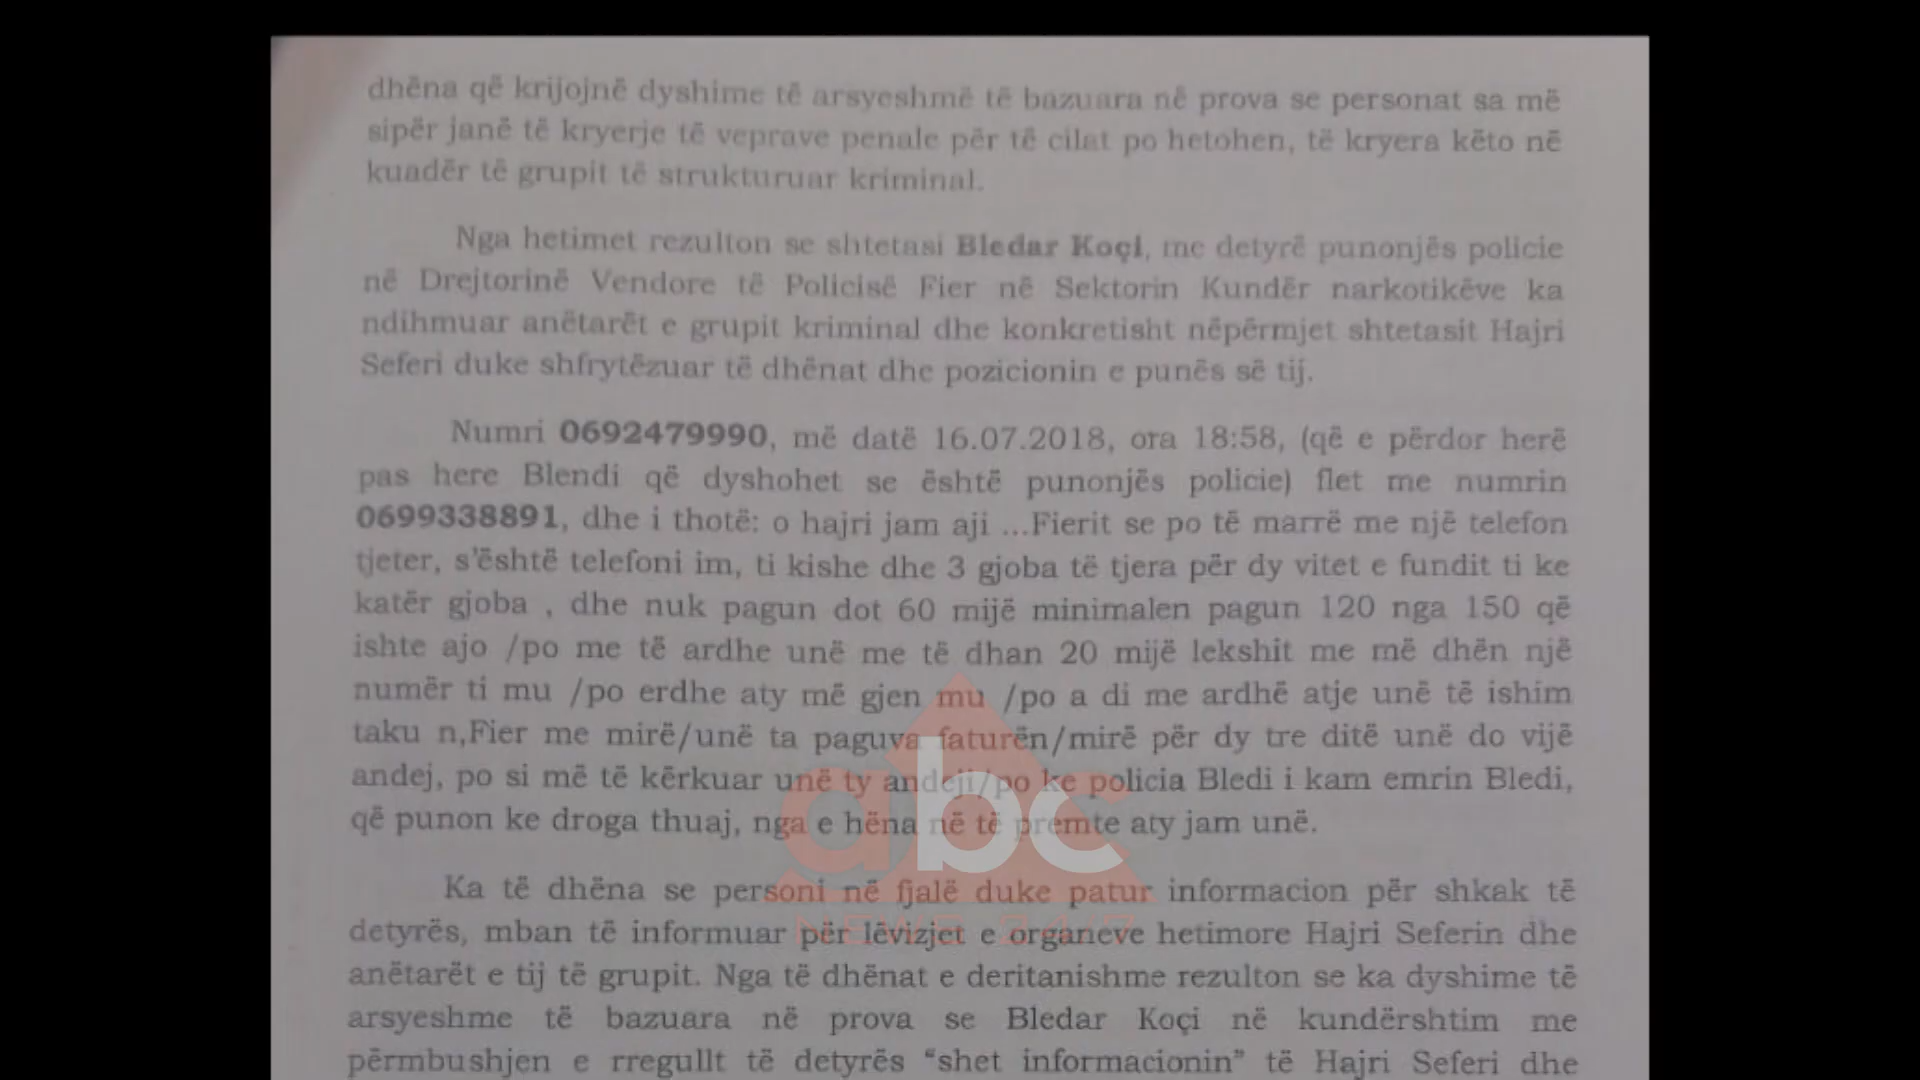 dhëna që krijojnë dyshime të arsyeshmë të bazuara në prova se personat sa më
sipër janë të kryerje të veprave penale për të cilat po hetohen, të kryera këto në
kuadër të grupit të strukturuar kriminal.
Nga hetimet rezulton se shtetasi Bledar Koçi, me detyrë punonjës policie
në Drejtorinë Vendore të Policisë Fier në Sektorin Kundër narkotikëve ka
ndihmuar anëtarët e grupit kriminal dhe konkretisht nëpërmjet shtetasit Hajri
Seferi duke shfrytëzuar të dhënat dhe pozicionin e punës së tij.
Numri 0692479990, më datë 16.07.2018, ora 18:58, (që e përdor herë
pas here Blendi që dyshohet se është punonjës policie) flet me numrin
0699338891, dhe i thotë: o hajri jam aji ...Fierit se po të marrë me një telefon
tjeter, s'është telefoni im, ti kishe dhe 3 gjoba të tjera për dy vitet e fundit ti ke
katër gjoba , dhe nuk pagun dot 60 mijë minimalen pagun 120 nga 150 që
ishte ajo /po me të ardhe unë me të dhan 20 mijë lekshit me më dhën një
numër ti mu /po erdhe aty më gjen mu /po a di me ardhë atje unë të ishim
taku n,Fier me mirë/unë ta paguva faturën/mirë për dy tre ditë unë do vijë
andej, po si më të kërkuar unë ty andeji/po ke policia Bledi i kam emrin Bledi,
që punon ke droga thuaj, nga e hëna në të premte aty jam unë.
Ka të dhëna se personi në fjalë duke patur informacion për shkak të
detyrës, mban të informuar për lëvizjet e organeve hetimore Hajri Seferin dhe
anëtarët e tij të grupit. Nga të dhënat e deritanishme rezulton se ka dyshime të
arsyeshme të bazuara në prova se Bledar Koçi në kundërshtim me
përmbushjen e rregullt të detyrës “shet informacionin” të Hajri Seferi dhe
abc
NEWS 24/7